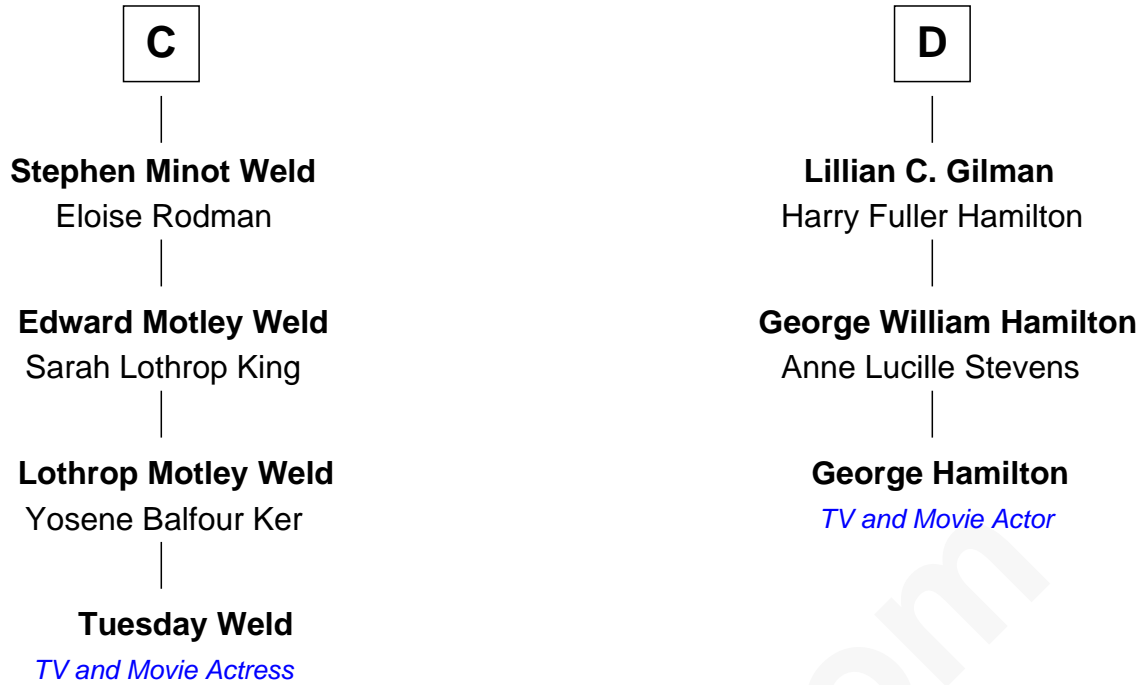 C
Stephen Minot Weld
Eloise Rodman
Edward Motley Weld
Sarah Lothrop King
Lothrop Motley Weld
Yosene Balfour Ker
Tuesday Weld
TV and Movie Actress
D
Lillian C. Gilman
Harry Fuller Hamilton
George William Hamilton
Anne Lucille Stevens
George Hamilton
TV and Movie Actor
om